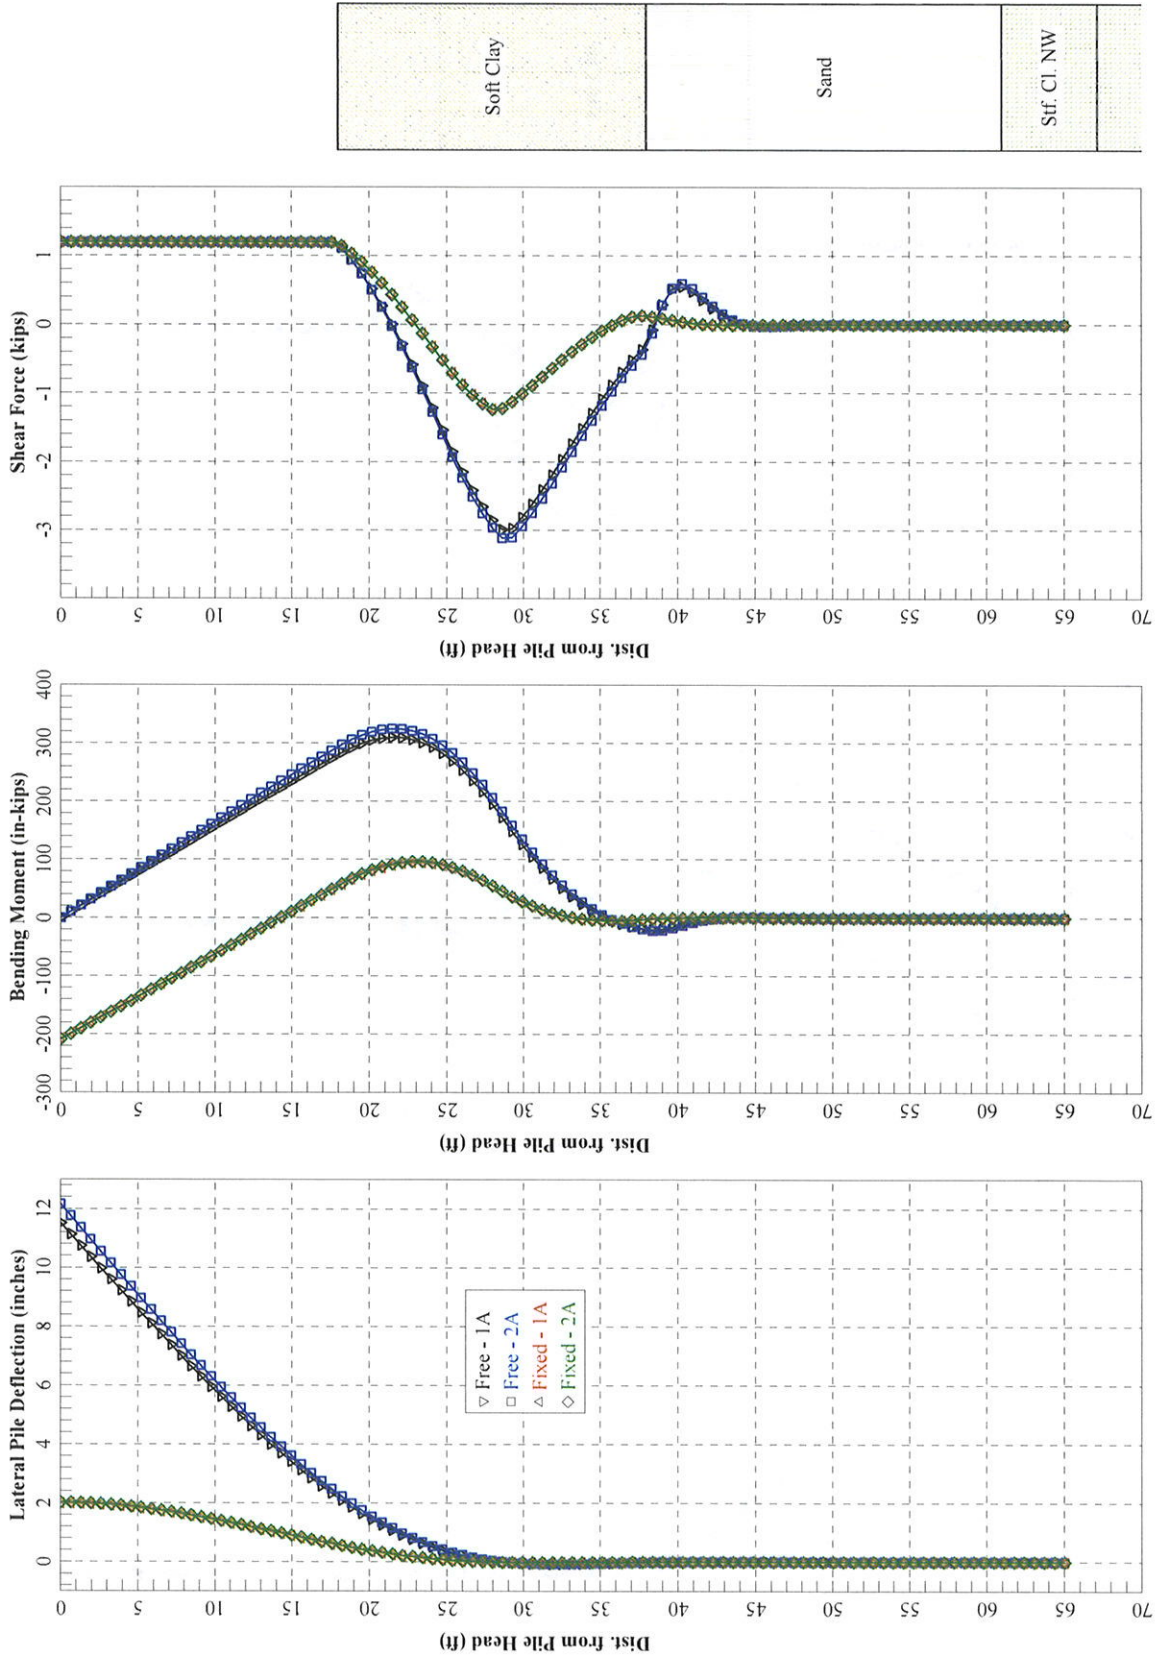 Lateral Pile Deflection (inches)
0 2 4 6 8 10 12
Dist. from Pile Head (ft)
0
5
10
15
20
25
30
35
40
45
50
55
60
65
70
Free - 1A
Free - 2A
Fixed - 1A
Fixed - 2A
Bending Moment (in-kips)
-300 -200 -100 0 100 200 300 400
Dist. from Pile Head (ft)
0
5
10
15
20
25
30
35
40
45
50
55
60
65
70
Shear Force (kips)
-3 -2 -1 0 1
Dist. from Pile Head (ft)
0
5
10
15
20
25
30
35
40
45
50
55
60
65
70
Soft Clay
Sand
Stf. Cl. NW